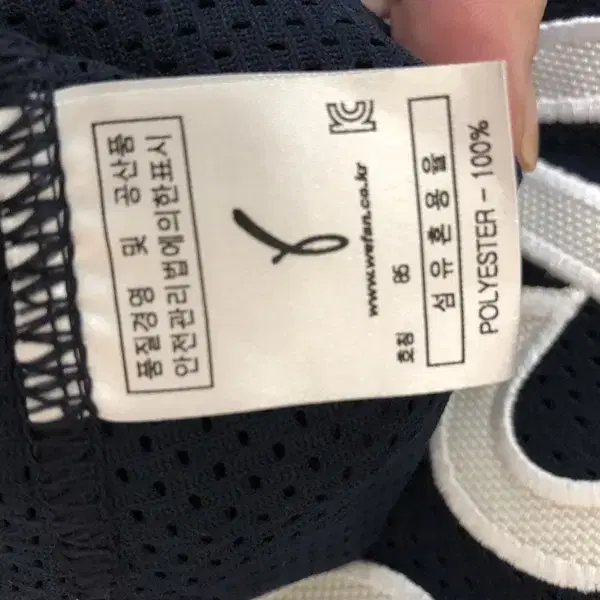 품질경영 및 공산품
안전관리법에의한표시
KC
www.wefan.co.kr
호칭 85
섬유혼용율
POLYESTER - 100%